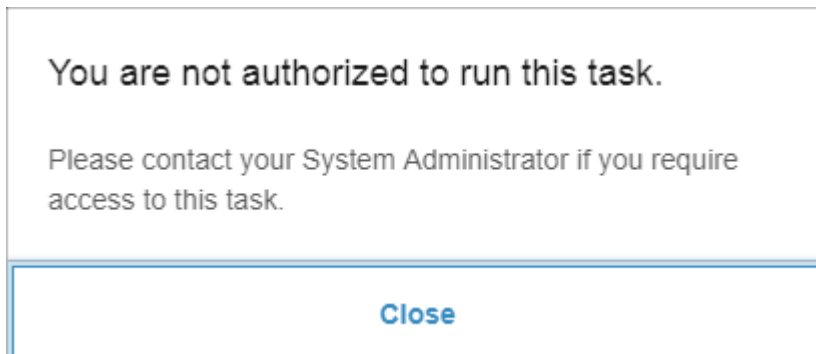 You are not authorized to run this task.
Please contact your System Administrator if you require
access to this task.
Close